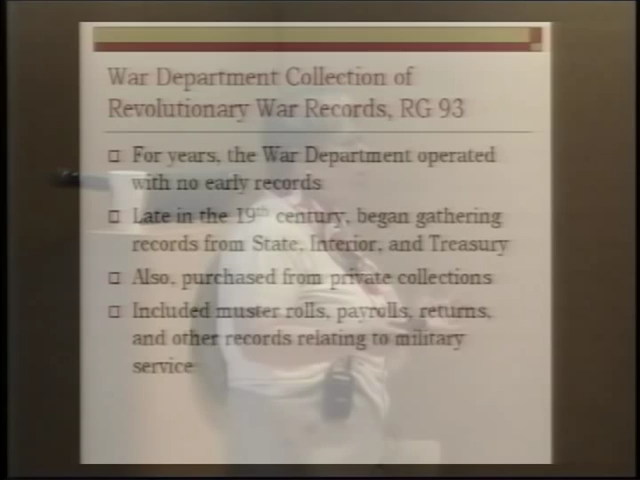 War Department Collection of
Revolutionary War Records, RG 93
□ For years, the War Department operated
with no early records
□ Late in the 19th century, began gathering
records from State, Interior, and Treasury
□ Also, purchased from private collections
□ Included muster rolls, payrolls, returns,
and other records relating to military
service